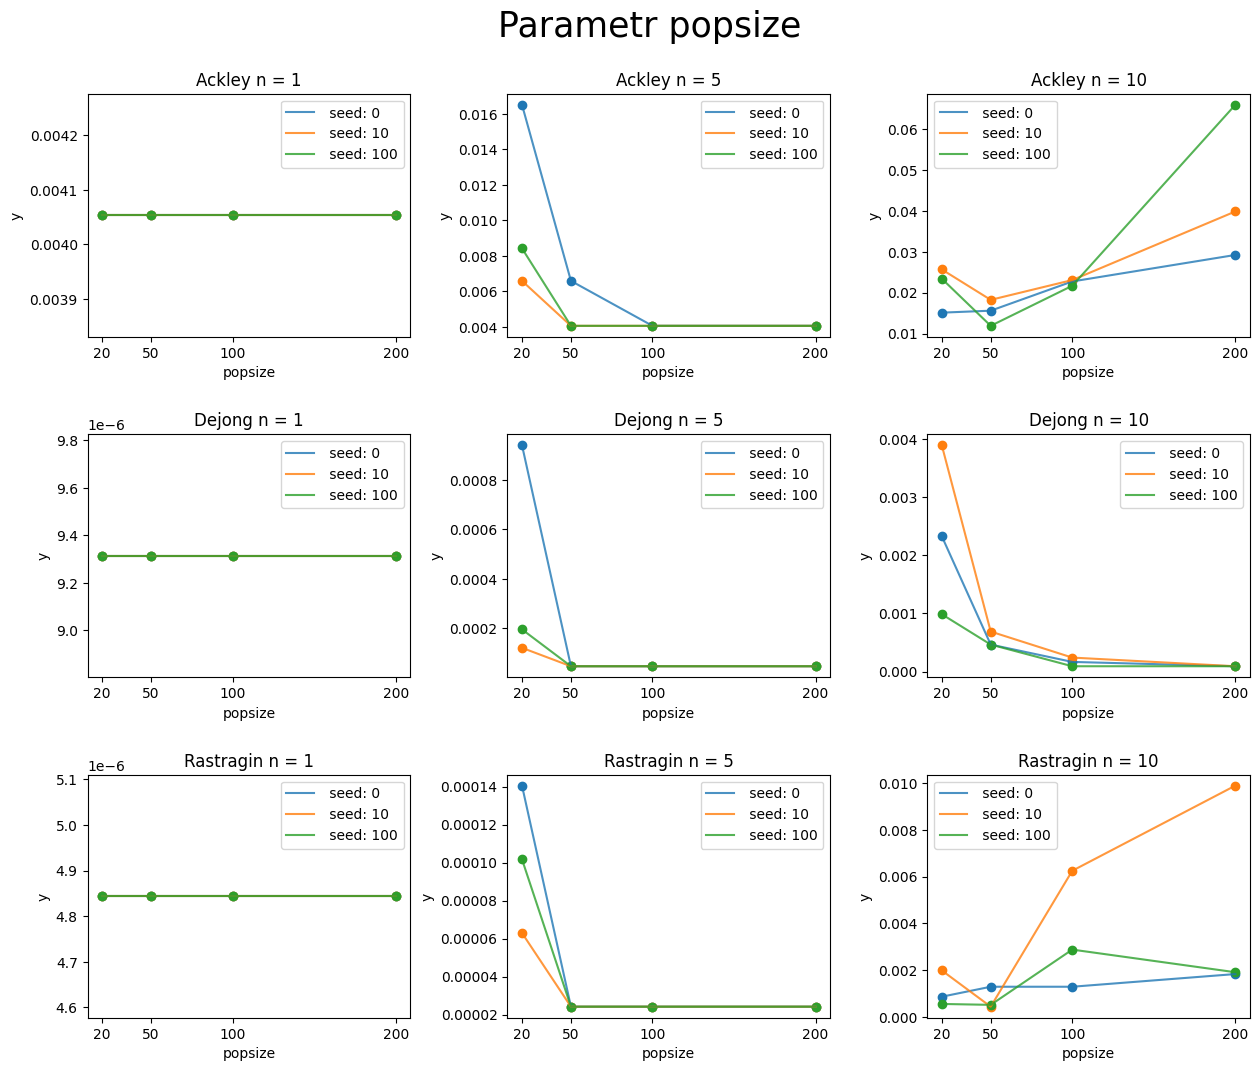 Parametr popsize
Ackley n = 1
seed: 0
seed: 10
seed: 100
0.0042
0.0041
0.0040
0.0039
y
20 50 100 200
popsize
Ackley n = 5
seed: 0
seed: 10
seed: 100
0.016
0.014
0.012
0.010
0.008
0.006
0.004
y
20 50 100 200
popsize
Ackley n = 10
seed: 0
seed: 10
seed: 100
0.06
0.05
0.04
0.03
0.02
0.01
y
20 50 100 200
popsize
Dejong n = 1
1e−6
seed: 0
seed: 10
seed: 100
9.8
9.6
9.4
9.2
9.0
y
20 50 100 200
popsize
Dejong n = 5
seed: 0
seed: 10
seed: 100
0.0008
0.0006
0.0004
0.0002
y
20 50 100 200
popsize
Dejong n = 10
seed: 0
seed: 10
seed: 100
0.004
0.003
0.002
0.001
0.000
y
20 50 100 200
popsize
Rastragin n = 1
1e−6
seed: 0
seed: 10
seed: 100
5.1
5.0
4.9
4.8
4.7
4.6
y
20 50 100 200
popsize
Rastragin n = 5
seed: 0
seed: 10
seed: 100
0.00014
0.00012
0.00010
0.00008
0.00006
0.00004
0.00002
y
20 50 100 200
popsize
Rastragin n = 10
seed: 0
seed: 10
seed: 100
0.010
0.008
0.006
0.004
0.002
0.000
y
20 50 100 200
popsize